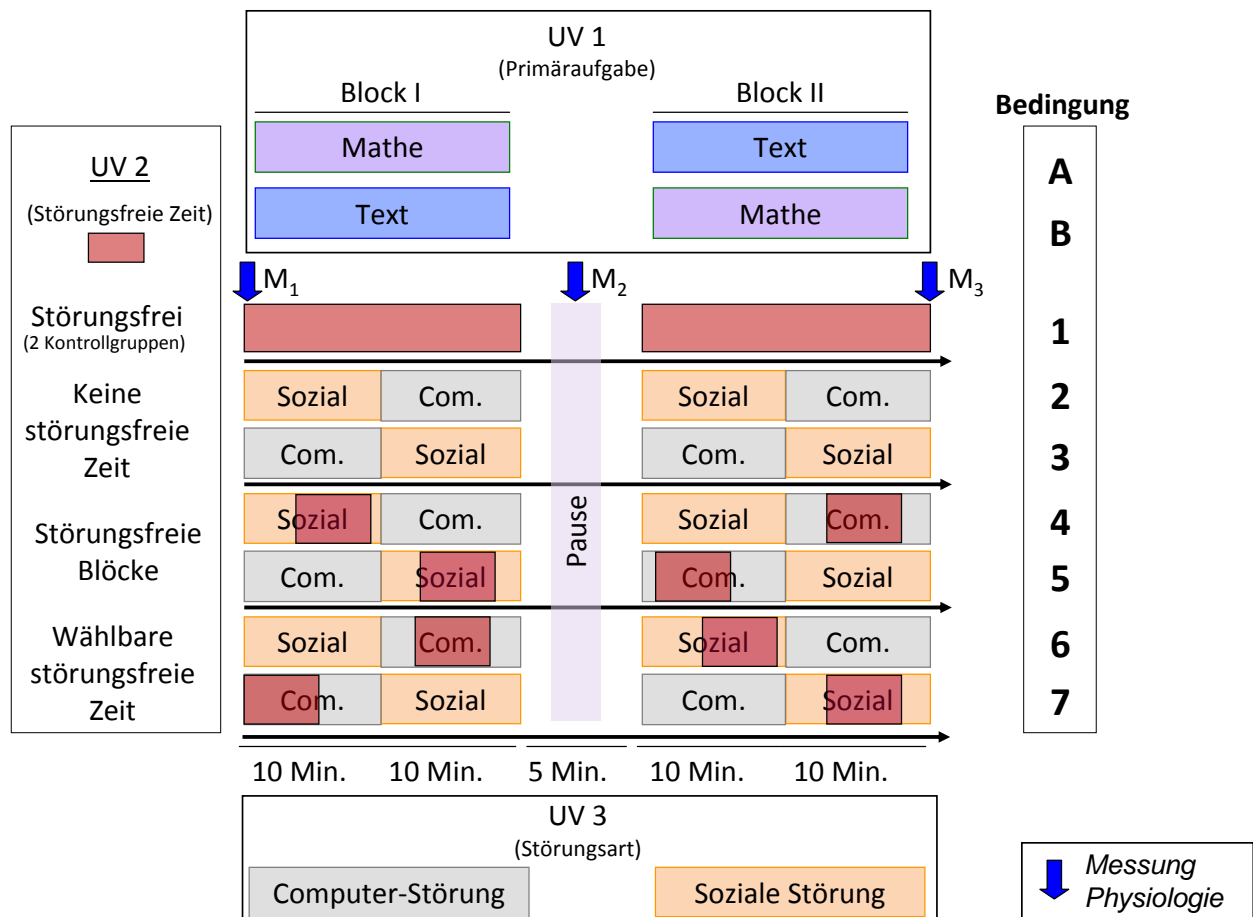 UV 1
(Primäraufgabe)
Block I
Block II
Mathe
Text
Text
Mathe
Bedingung
A
B
1
2
3
4
5
6
7
UV 2
(Störungsfreie Zeit)
Störungsfrei
(2 Kontrollgruppen)
Keine
störungsfreie
Zeit
Störungsfreie
Blöcke
Wählbare
störungsfreie
Zeit
M1
M2
M3
Sozial Com. Sozial Com.
Com. Sozial Com. Sozial
Sozial Com. Sozial Com.
Com. Sozial Com. Sozial
Sozial Com. Sozial Com.
Com. Sozial Com. Sozial
Pause
10 Min. 10 Min. 5 Min. 10 Min. 10 Min.
UV 3
(Störungsart)
Computer-Störung
Soziale Störung
Messung
Physiologie